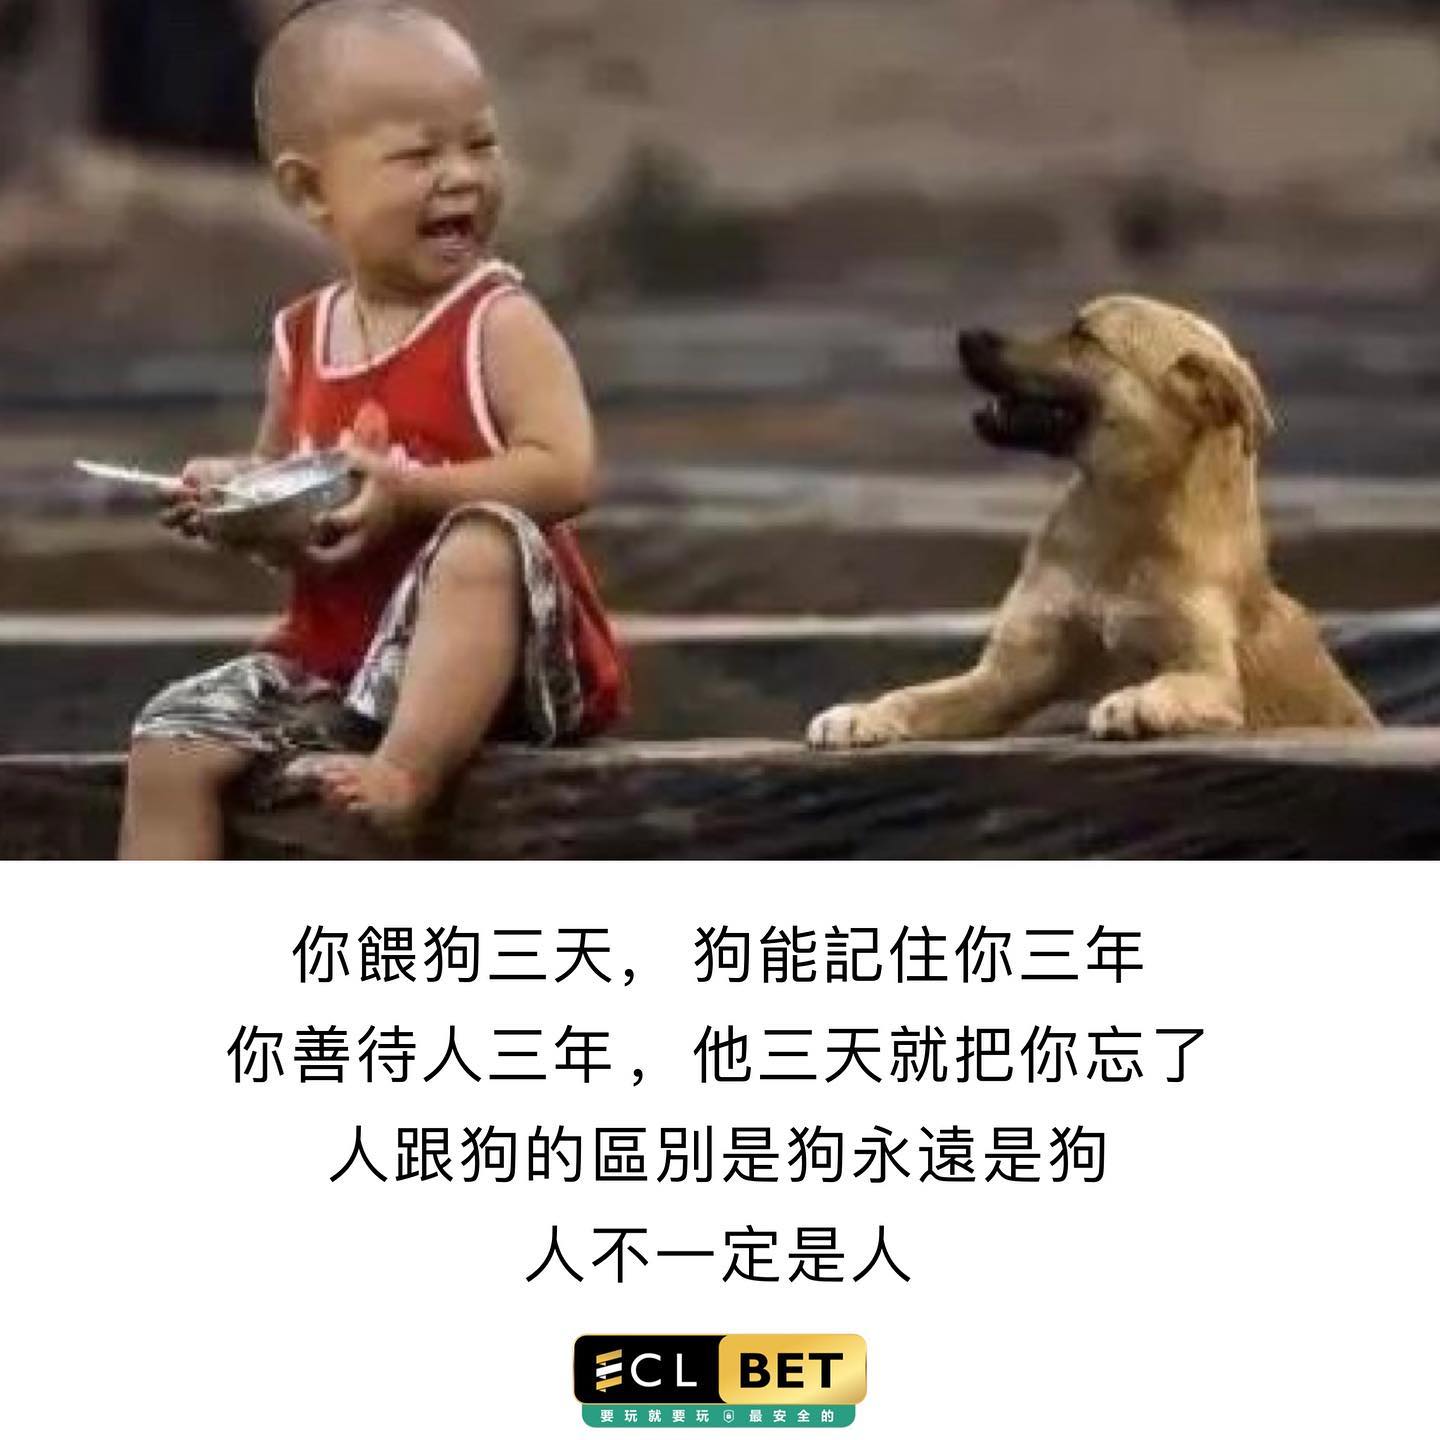 你餵狗三天，狗能記住你三年
你善待人三年，他三天就把你忘了
人跟狗的區別是狗永遠是狗
人不一定是人
ECLBET
要玩就要玩最安全的